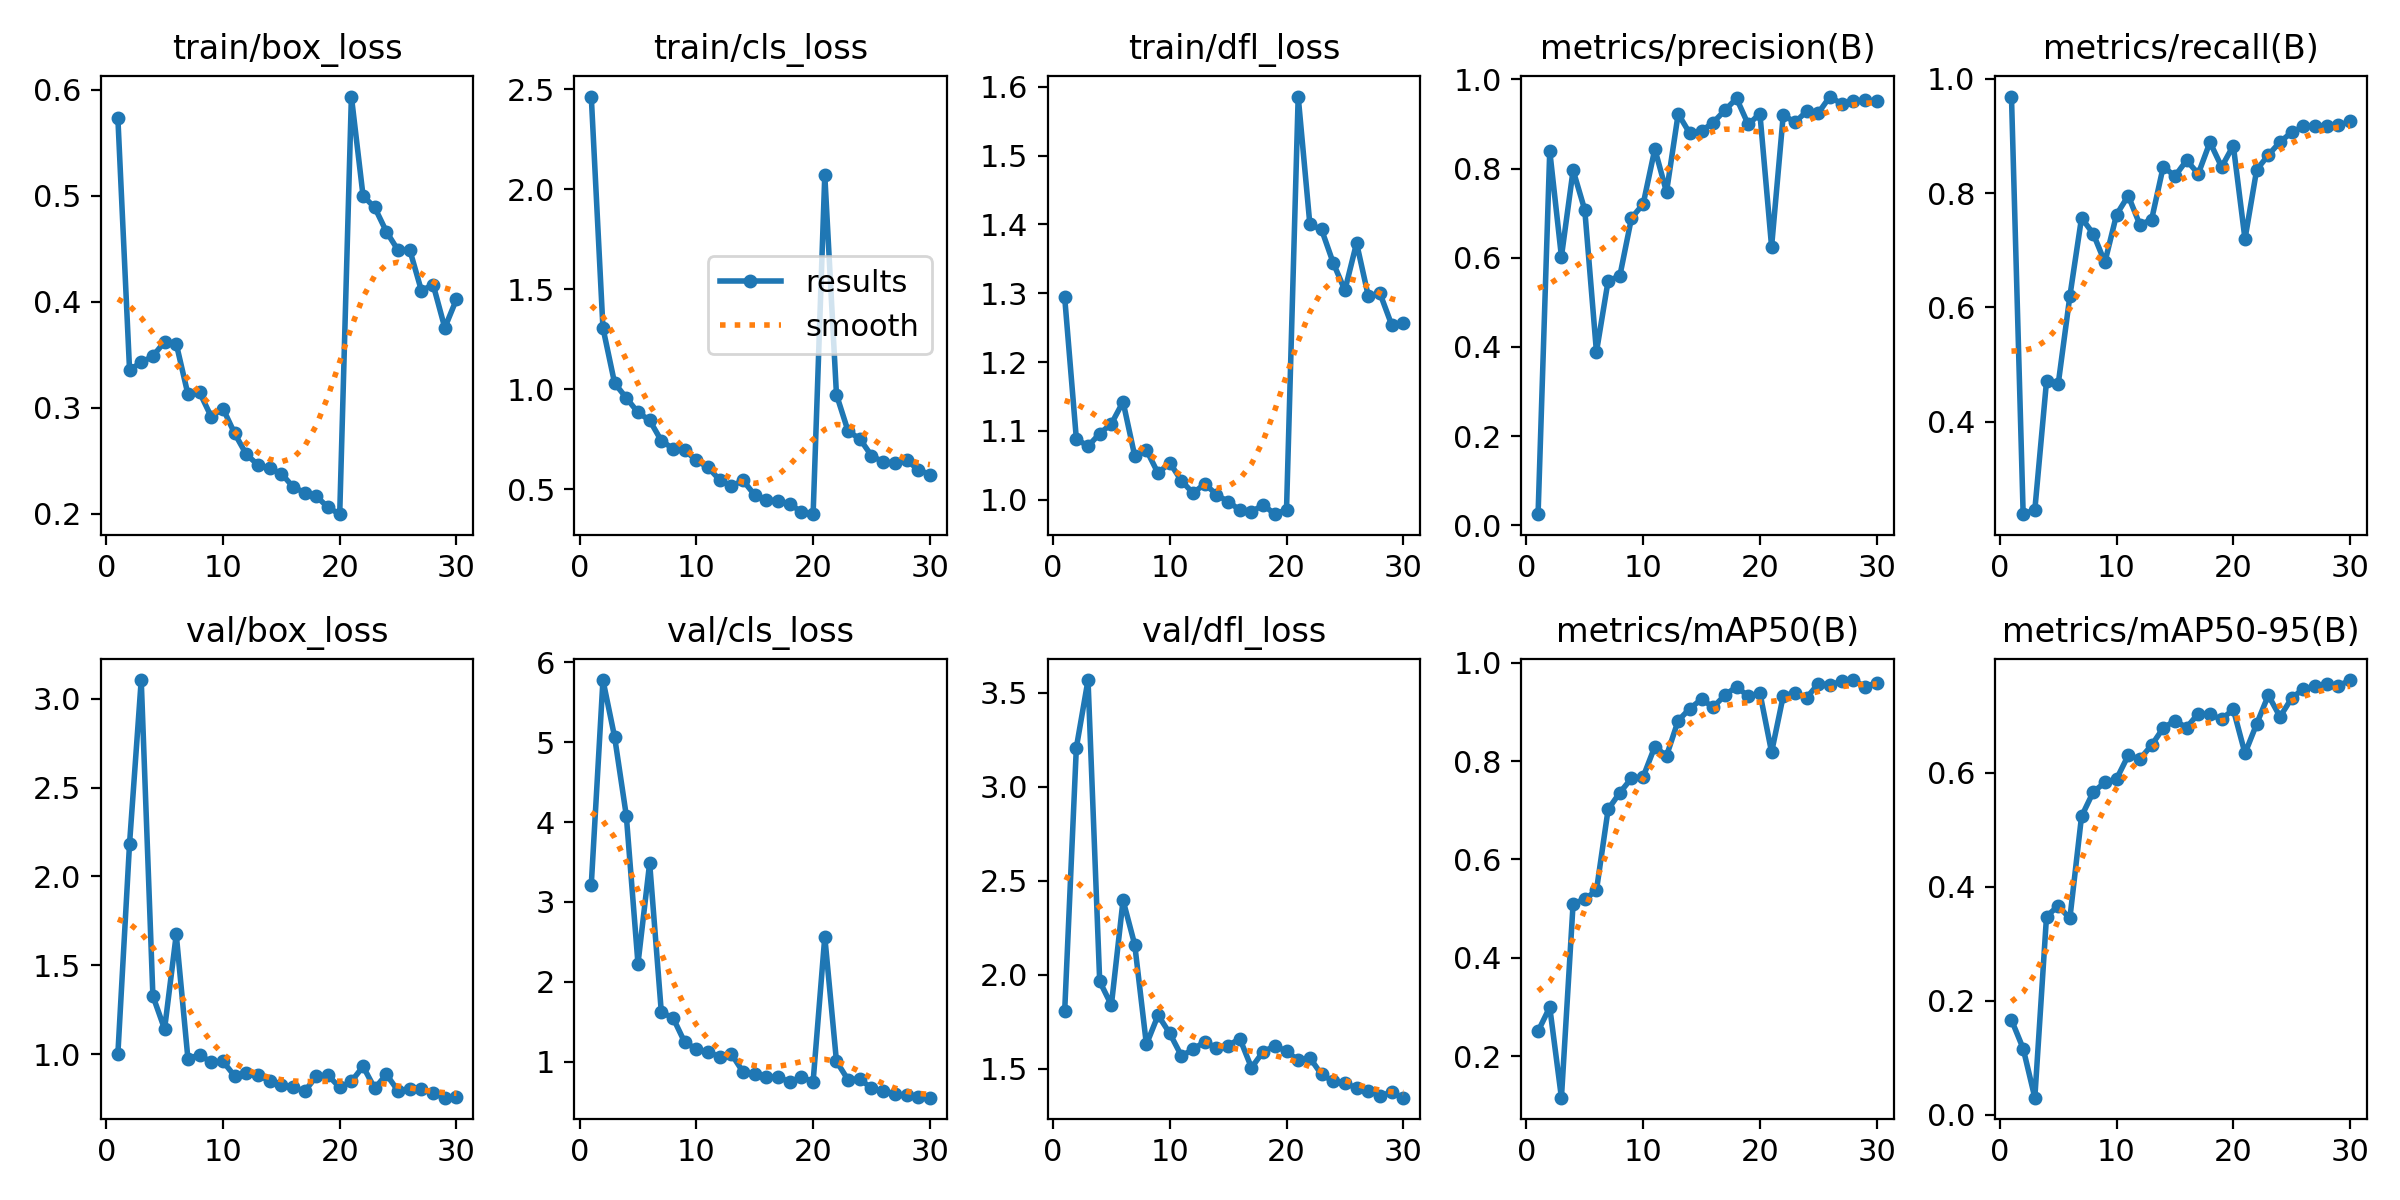 train/box_loss
0.6
0.5
0.4
0.3
0.2
0 10 20 30
train/cls_loss
2.5
2.0
1.5
1.0
0.5
results
smooth
0 10 20 30
train/dfl_loss
1.6
1.5
1.4
1.3
1.2
1.1
1.0
0 10 20 30
metrics/precision(B)
1.0
0.8
0.6
0.4
0.2
0.0
0 10 20 30
metrics/recall(B)
1.0
0.8
0.6
0.4
0 10 20 30
val/box_loss
3.0
2.5
2.0
1.5
1.0
0 10 20 30
val/cls_loss
6
5
4
3
2
1
0 10 20 30
val/dfl_loss
3.5
3.0
2.5
2.0
1.5
0 10 20 30
metrics/mAP50(B)
1.0
0.8
0.6
0.4
0.2
0 10 20 30
metrics/mAP50-95(B)
0.6
0.4
0.2
0.0
0 10 20 30